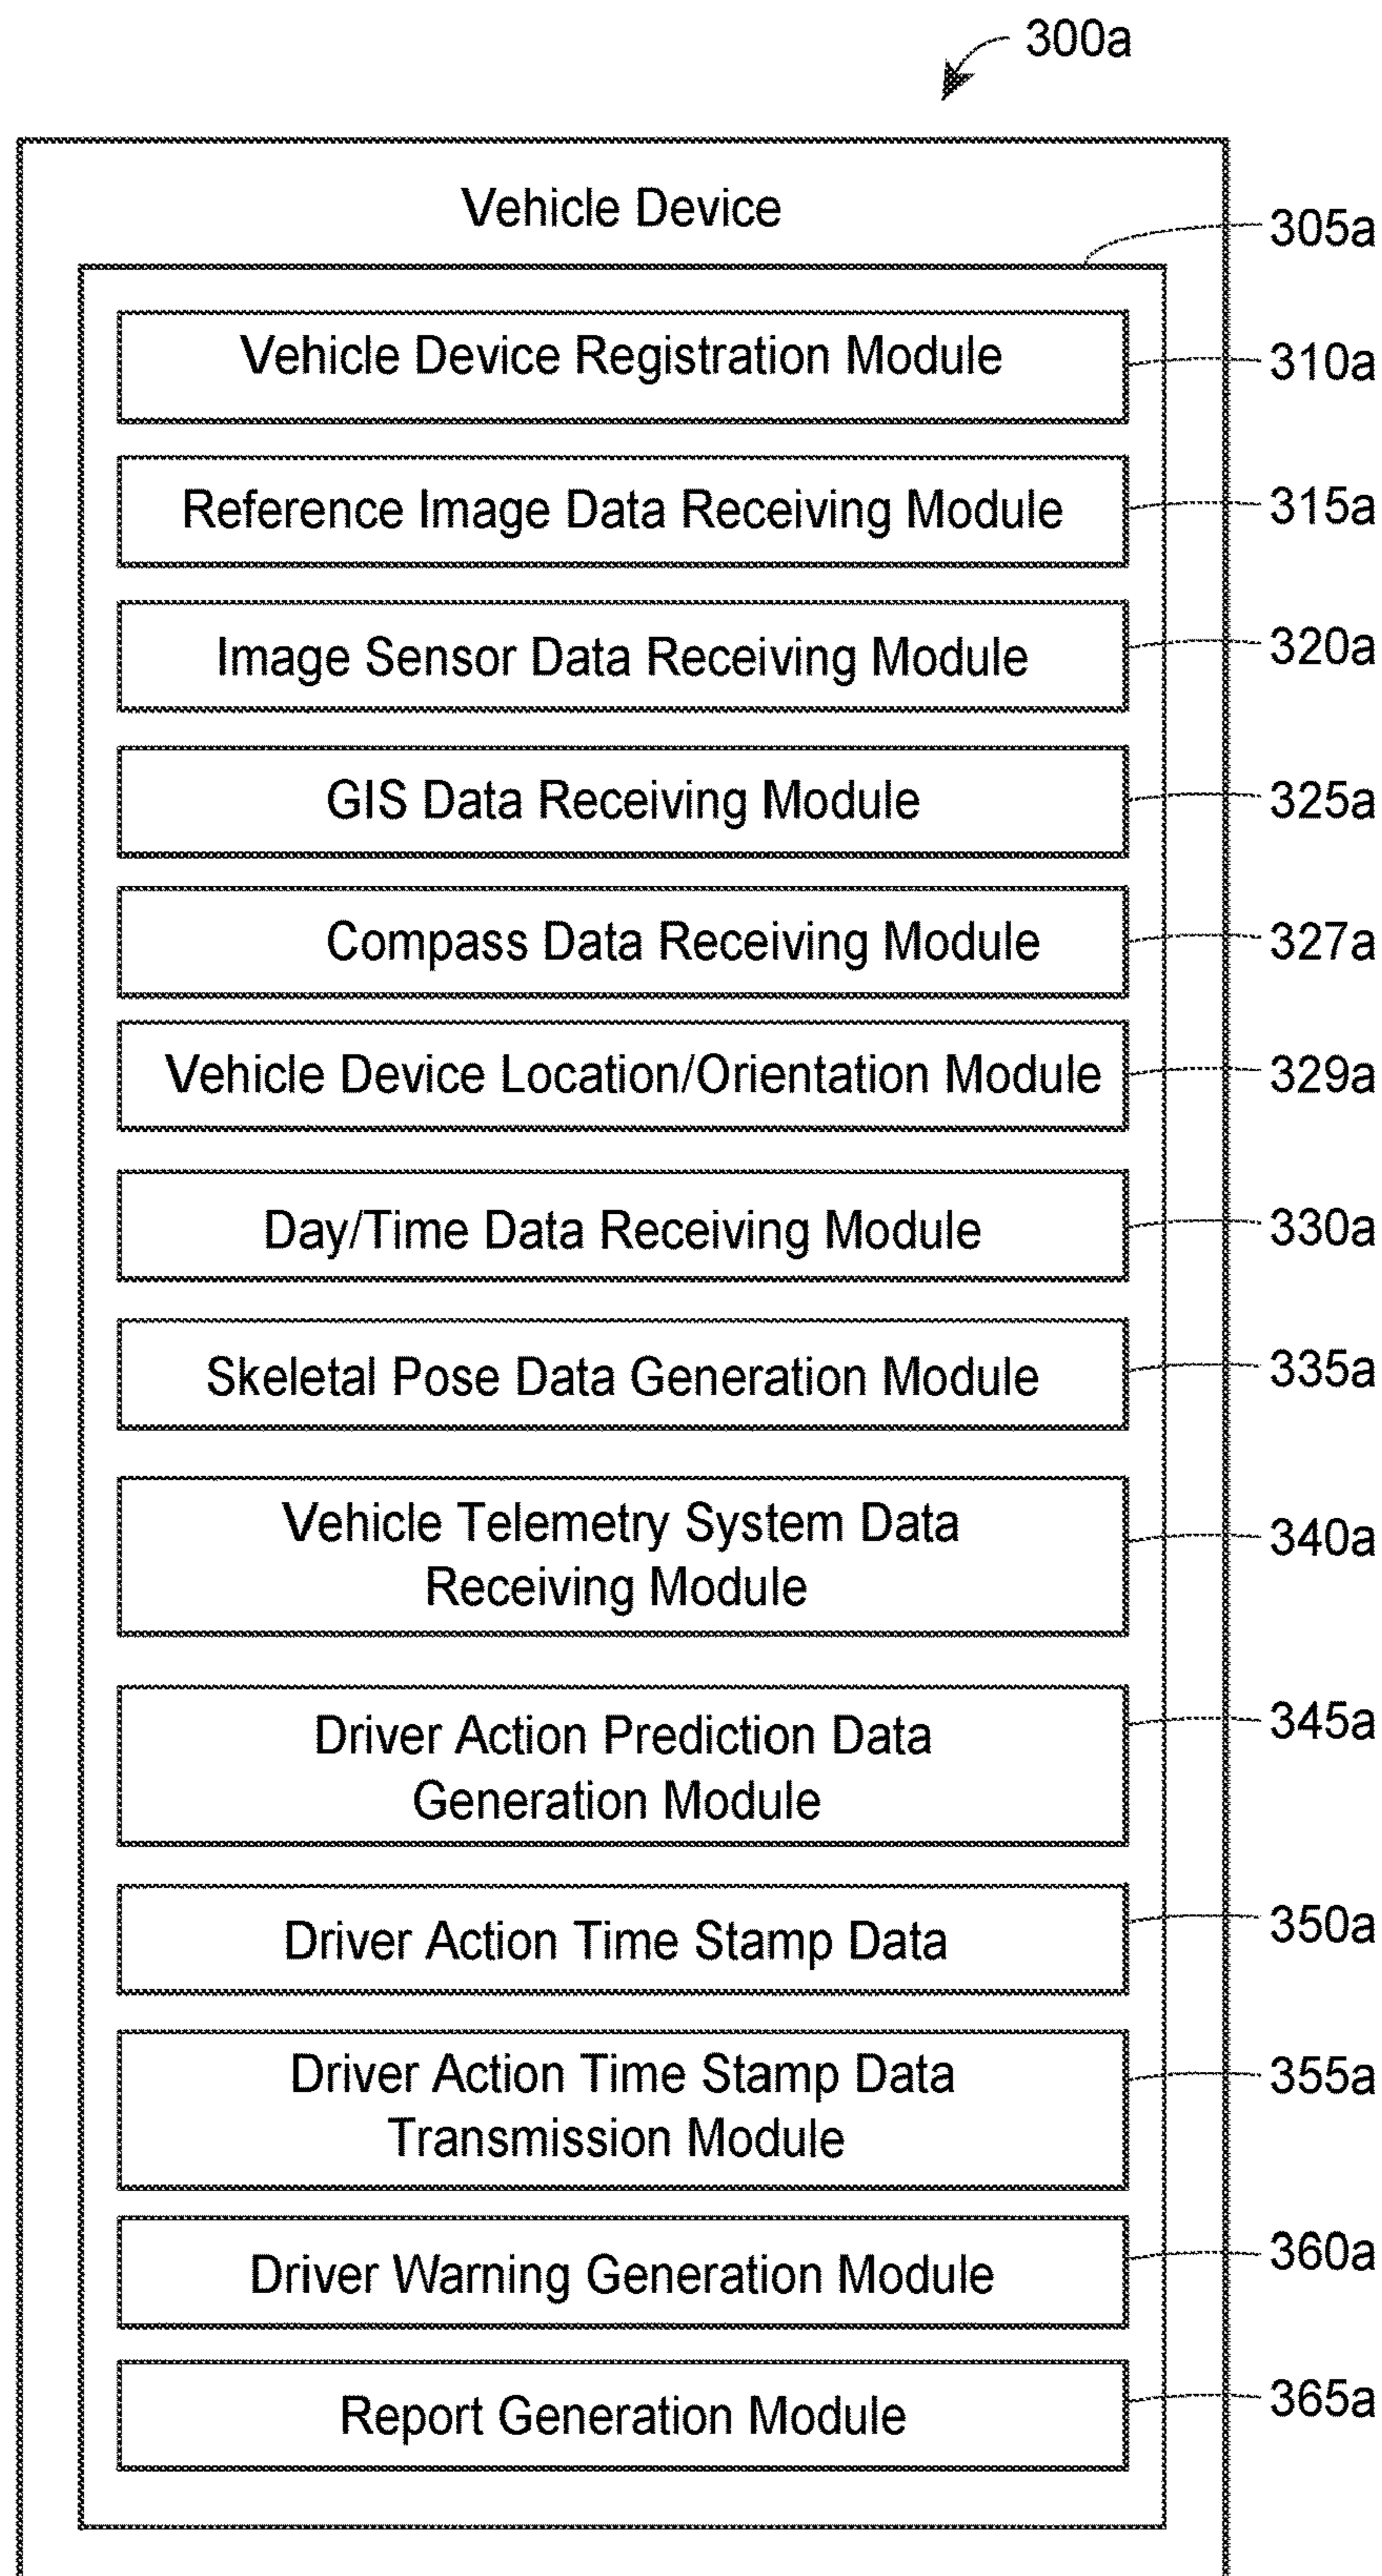 300a
Vehicle Device
305a
Vehicle Device Registration Module
310a
Reference Image Data Receiving Module
315a
Image Sensor Data Receiving Module
320a
GIS Data Receiving Module
325a
Compass Data Receiving Module
327a
Vehicle Device Location/Orientation Module
329a
Day/Time Data Receiving Module
330a
Skeletal Pose Data Generation Module
335a
Vehicle Telemetry System Data
Receiving Module
340a
Driver Action Prediction Data
Generation Module
345a
Driver Action Time Stamp Data
350a
Driver Action Time Stamp Data
Transmission Module
355a
Driver Warning Generation Module
360a
Report Generation Module
365a